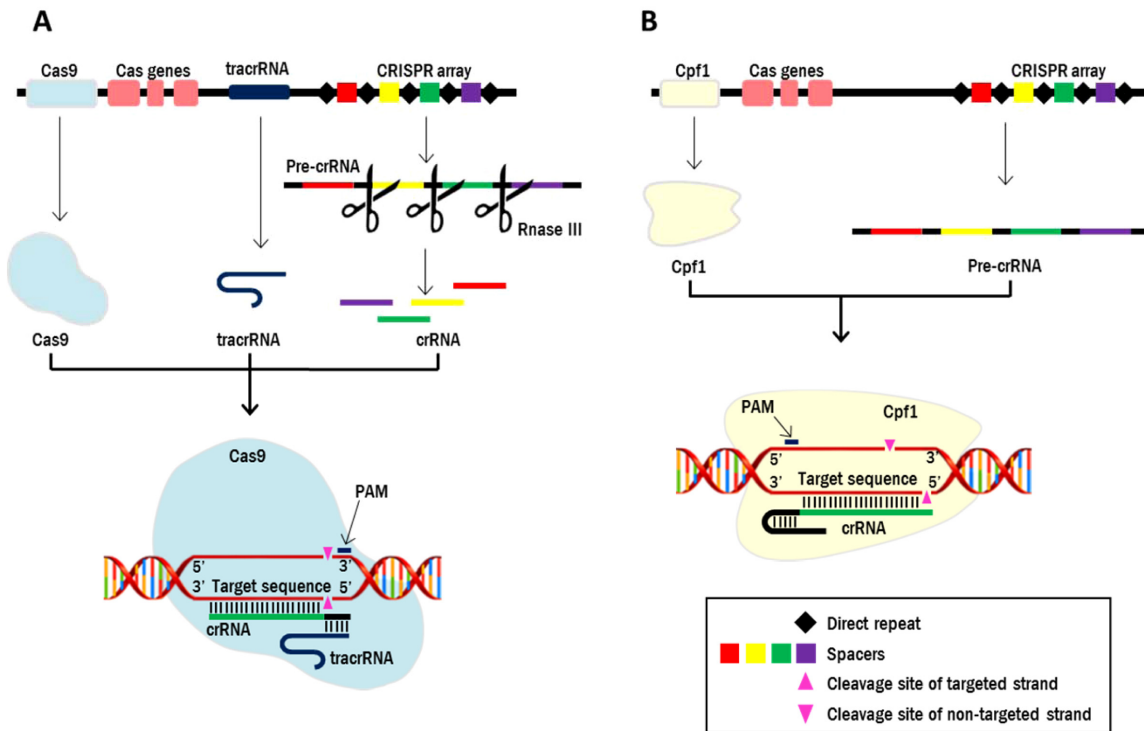 A
Cas9
Cas genes
tracrRNA
CRISPR array
Pre-crRNA
Rnase III
Cas9
tracrRNA
crRNA
Cas9
PAM
5’
3’
3’
Target sequence
5’
crRNA
tracrRNA
B
Cpf1
Cas genes
CRISPR array
Cpf1
Pre-crRNA
PAM
Cpf1
5’
3’
3’
Target sequence
5’
crRNA
Direct repeat
Spacers
Cleavage site of targeted strand
Cleavage site of non-targeted strand